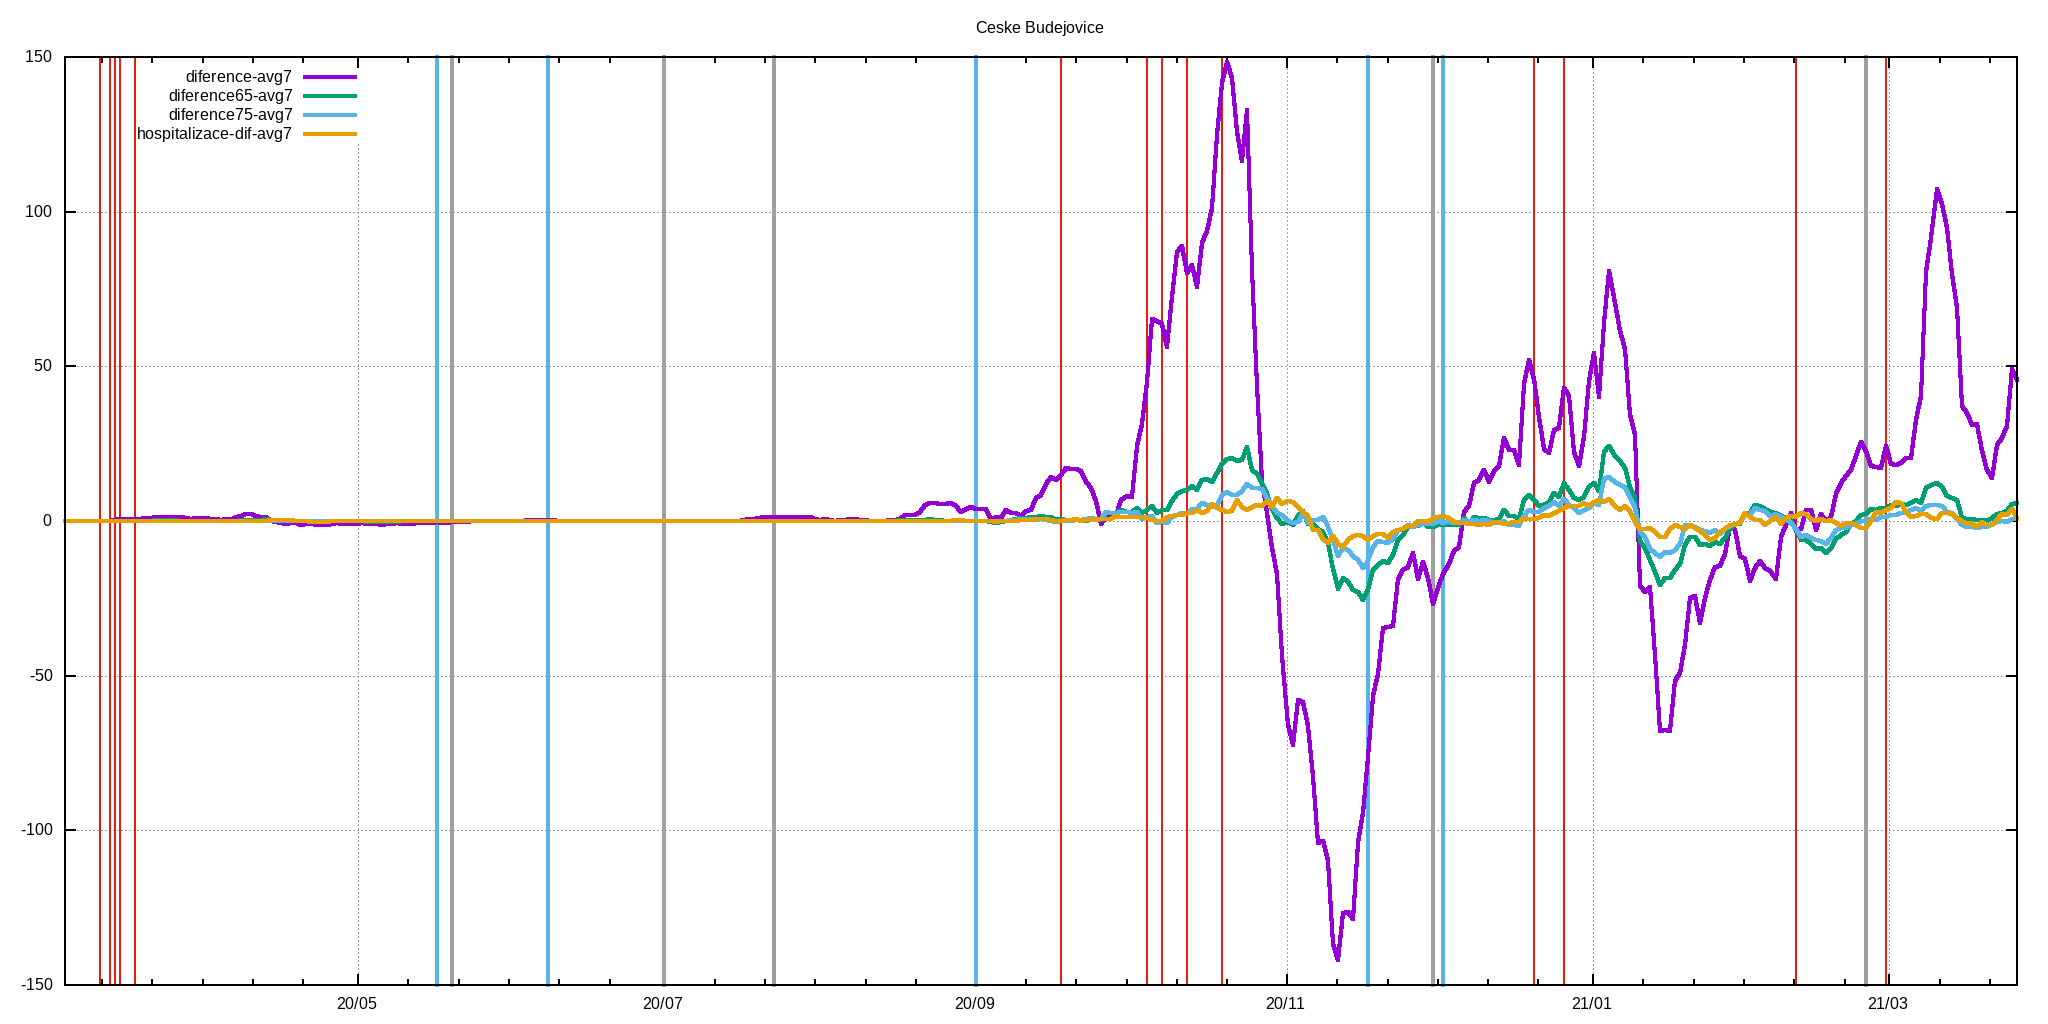 Ceske Budejovice
150
diference-avg7
diference65-avg7
diference75-avg7
hospitalizace-dif-avg7
100
50
0
-50
-100
-150
20/05 20/07 20/09 20/11 21/01 21/03